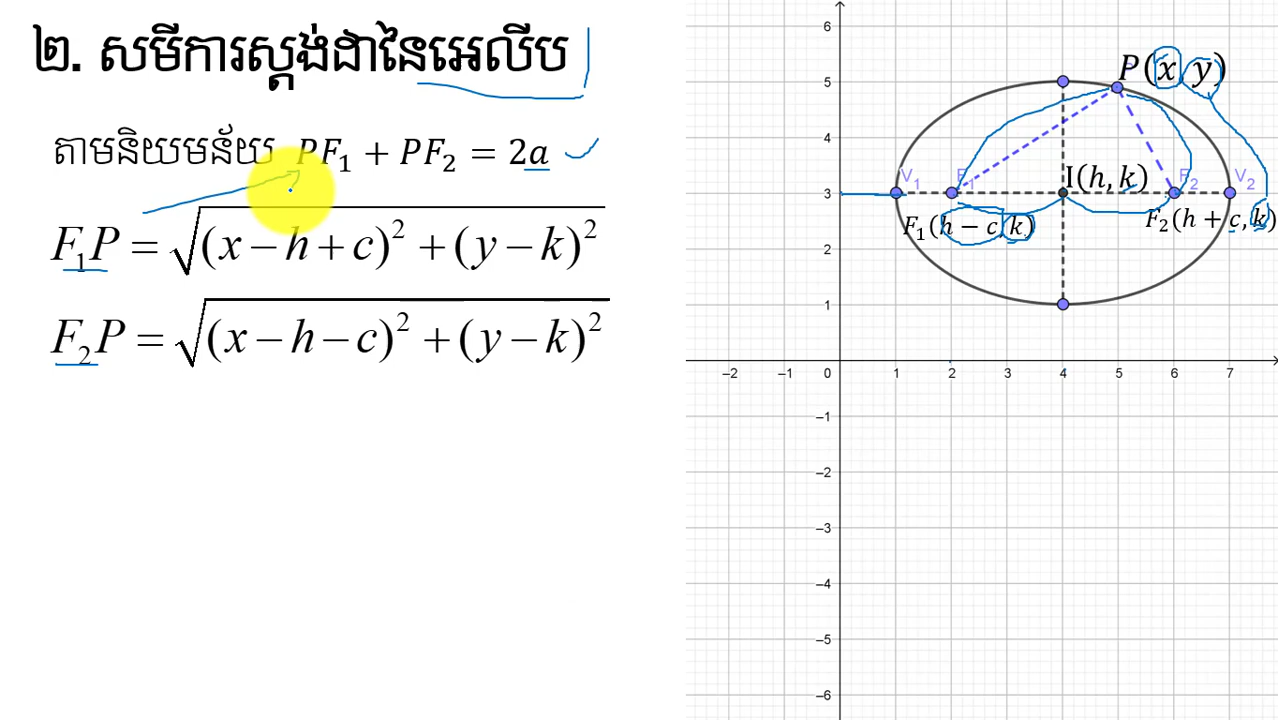 ២. សមីការស្តង់ដានៃអេលីប
តាមនិយមន័យ PF₁ + PF₂ = 2a
F₁P = √(x − h + c)² + (y − k)²
F₂P = √(x − h − c)² + (y − k)²
P(x, y)
I(h, k)
V₁ F₁ F₂ V₂
F₁(h − c, k) F₂(h + c, k)
6
5
4
3
2
1
−2 −1 0 1 2 3 4 5 6 7
−1
−2
−3
−4
−5
−6